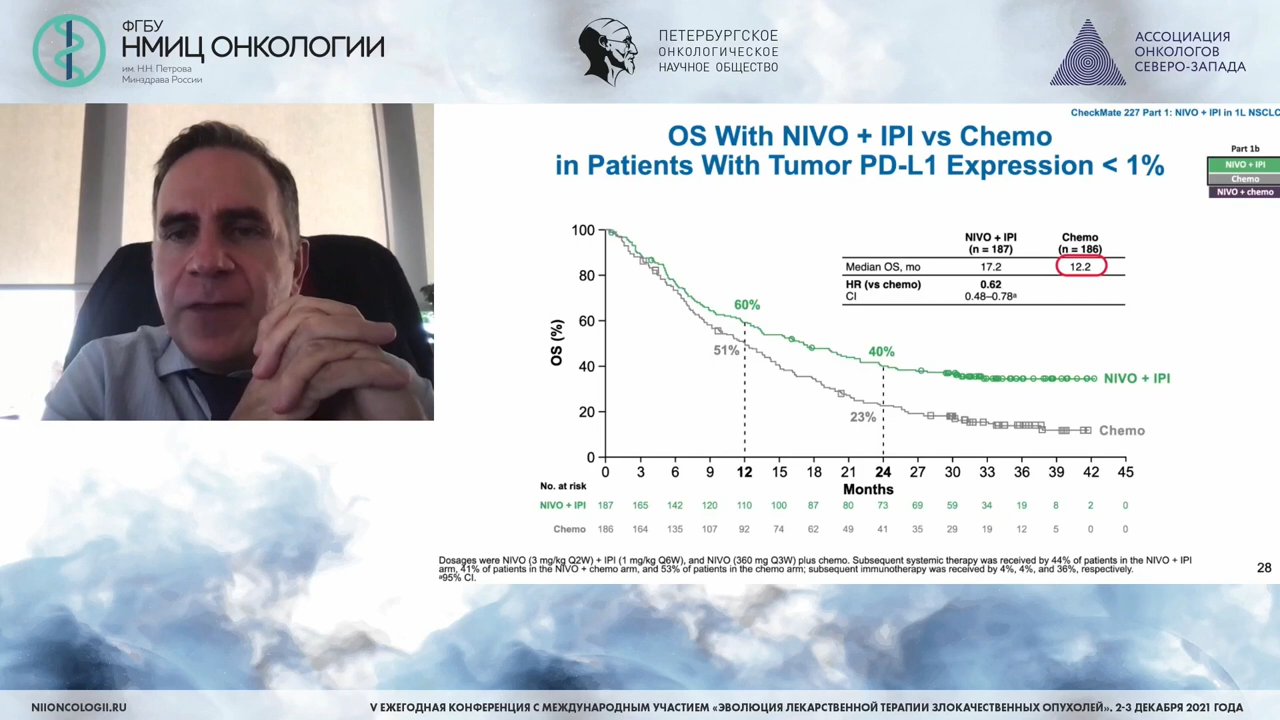 ФГБУ
НМИЦ ОНКОЛОГИИ
им. Н.Н. Петрова
Минздрава России
ПЕТЕРБУРГСКОЕ
ОНКОЛОГИЧЕСКОЕ
НАУЧНОЕ ОБЩЕСТВО
АССОЦИАЦИЯ
ОНКОЛОГОВ
СЕВЕРО-ЗАПАДА
CheckMate 227 Part 1: NIVO + IPI in 1L NSCLC
OS With NIVO + IPI vs Chemo
in Patients With Tumor PD-L1 Expression < 1%
Part 1b
NIVO + IPI
Chemo
NIVO + chemo
NIVO + IPI Chemo
(n = 187) (n = 186)
Median OS, mo 17.2 12.2
HR (vs chemo) 0.62
CI 0.48–0.78ª
OS (%)
100
80
60
40
20
0
60%
51%
40%
23%
NIVO + IPI
Chemo
0 3 6 9 12 15 18 21 24 27 30 33 36 39 42 45
Months
No. at risk
NIVO + IPI 187 165 142 120 110 100 87 80 73 69 59 34 19 8 2 0
Chemo 186 164 135 107 92 74 62 49 41 35 29 19 12 5 0 0
Dosages were NIVO (3 mg/kg Q2W) + IPI (1 mg/kg Q6W), and NIVO (360 mg Q3W) plus chemo. Subsequent systemic therapy was received by 44% of patients in the NIVO + IPI
arm, 41% of patients in the NIVO + chemo arm, and 53% of patients in the chemo arm; subsequent immunotherapy was received by 4%, 4%, and 36%, respectively.
ª95% CI.
28
NIIONCOLOGII.RU
V ЕЖЕГОДНАЯ КОНФЕРЕНЦИЯ С МЕЖДУНАРОДНЫМ УЧАСТИЕМ «ЭВОЛЮЦИЯ ЛЕКАРСТВЕННОЙ ТЕРАПИИ ЗЛОКАЧЕСТВЕННЫХ ОПУХОЛЕЙ». 2-3 ДЕКАБРЯ 2021 ГОДА